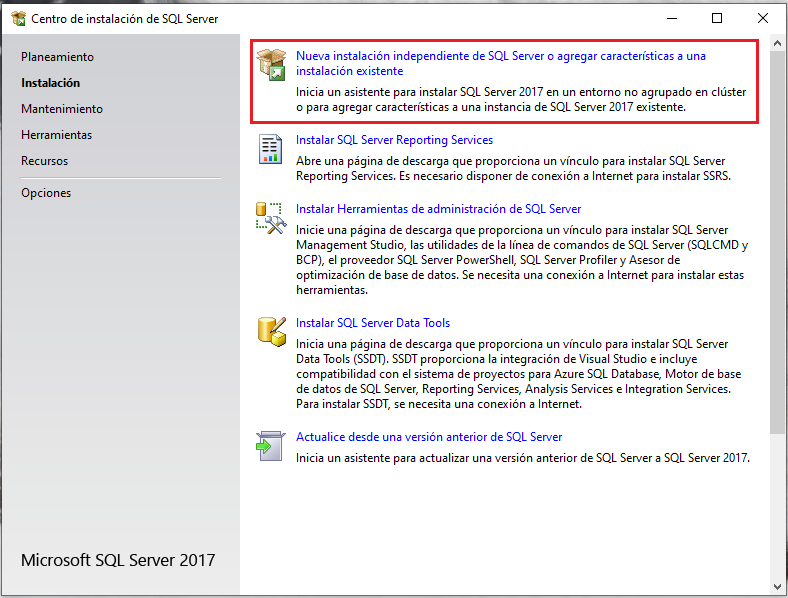 Centro de instalación de SQL Server
Planeamiento
Instalación
Mantenimiento
Herramientas
Recursos
Opciones
Microsoft SQL Server 2017
Nueva instalación independiente de SQL Server o agregar características a una
instalación existente
Inicia un asistente para instalar SQL Server 2017 en un entorno no agrupado en clúster
o para agregar características a una instancia de SQL Server 2017 existente.
Instalar SQL Server Reporting Services
Abre una página de descarga que proporciona un vínculo para instalar SQL Server
Reporting Services. Es necesario disponer de conexión a Internet para instalar SSRS.
Instalar Herramientas de administración de SQL Server
Inicie una página de descarga que proporciona un vínculo para instalar SQL Server
Management Studio, las utilidades de la línea de comandos de SQL Server (SQLCMD y
BCP), el proveedor SQL Server PowerShell, SQL Server Profiler y Asesor de
optimización de base de datos. Se necesita una conexión a Internet para instalar estas
herramientas.
Instalar SQL Server Data Tools
Inicia una página de descarga que proporciona un vínculo para instalar SQL Server
Data Tools (SSDT). SSDT proporciona la integración de Visual Studio e incluye
compatibilidad con el sistema de proyectos para Azure SQL Database, Motor de base
de datos de SQL Server, Reporting Services, Analysis Services e Integration Services.
Para instalar SSDT, se necesita una conexión a Internet.
Actualice desde una versión anterior de SQL Server
Inicia un asistente para actualizar una versión anterior de SQL Server a SQL Server 2017.